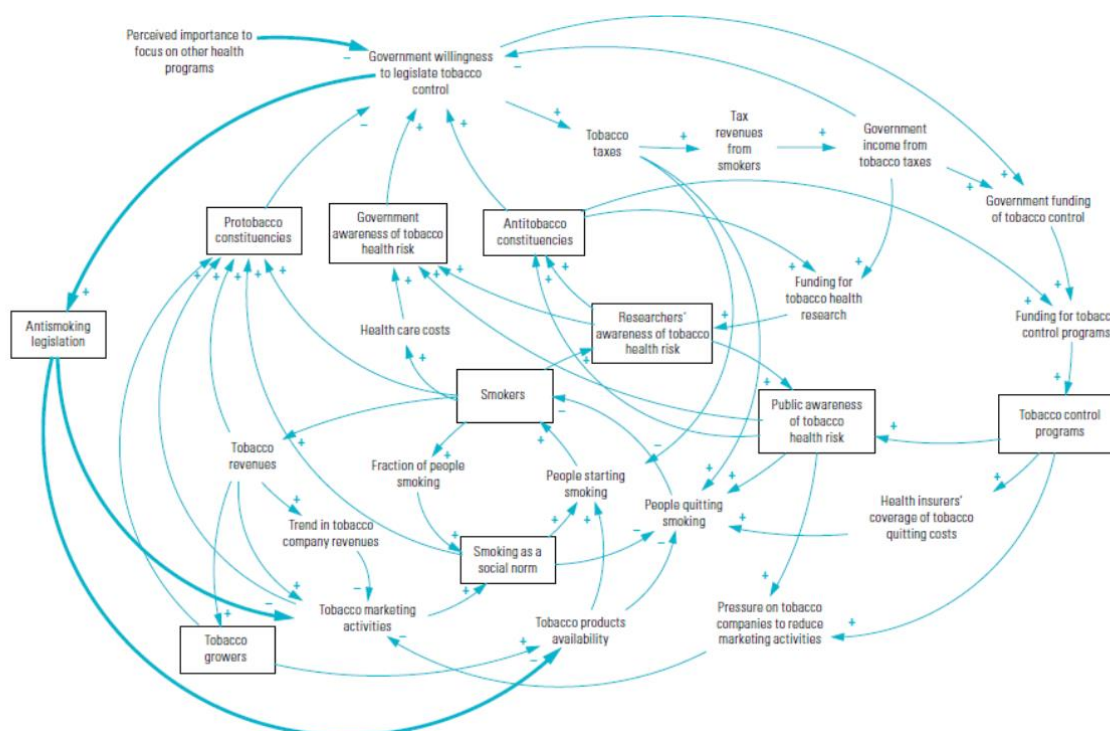 Perceived importance to
focus on other health
programs
Government willingness
to legislate tobacco
control
Tobacco
taxes
Tax
revenues
from
smokers
Government
income from
tobacco taxes
Government funding
of tobacco control
Protobacco
constituencies
Government
awareness of tobacco
health risk
Antitobacco
constituencies
Funding for
tobacco health
research
Funding for tobacc
control programs
Antismoking
legislation
Health care costs
Researchers'
awareness of tobacco
health risk
Smokers
Public awareness
of tobacco
health risk
Tobacco control
programs
Tobacco
revenues
Fraction of people
smoking
People starting
smoking
People quitting
smoking
Health insurers'
coverage of tobacco
quitting costs
Trend in tobacco
company revenues
Smoking as a
social norm
Tobacco marketing
activities
Tobacco products
availability
Pressure on tobacco
companies to reduce
marketing activities
Tobacco
growers